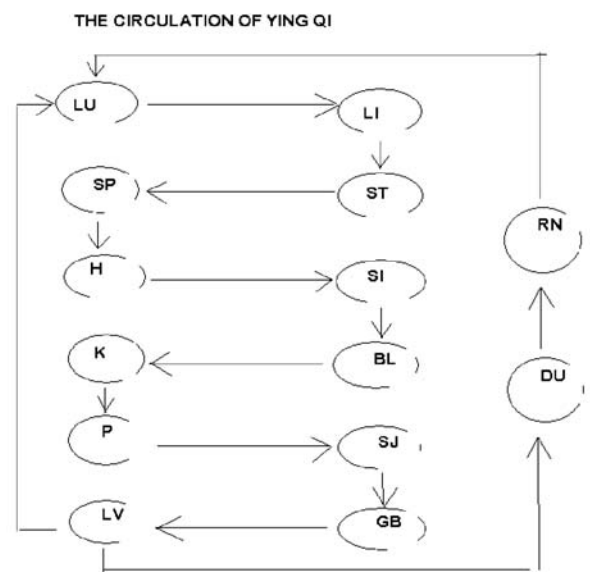 THE CIRCULATION OF YING QI
LU
LI
SP
ST
RN
H
SI
K
BL
DU
P
SJ
LV
GB